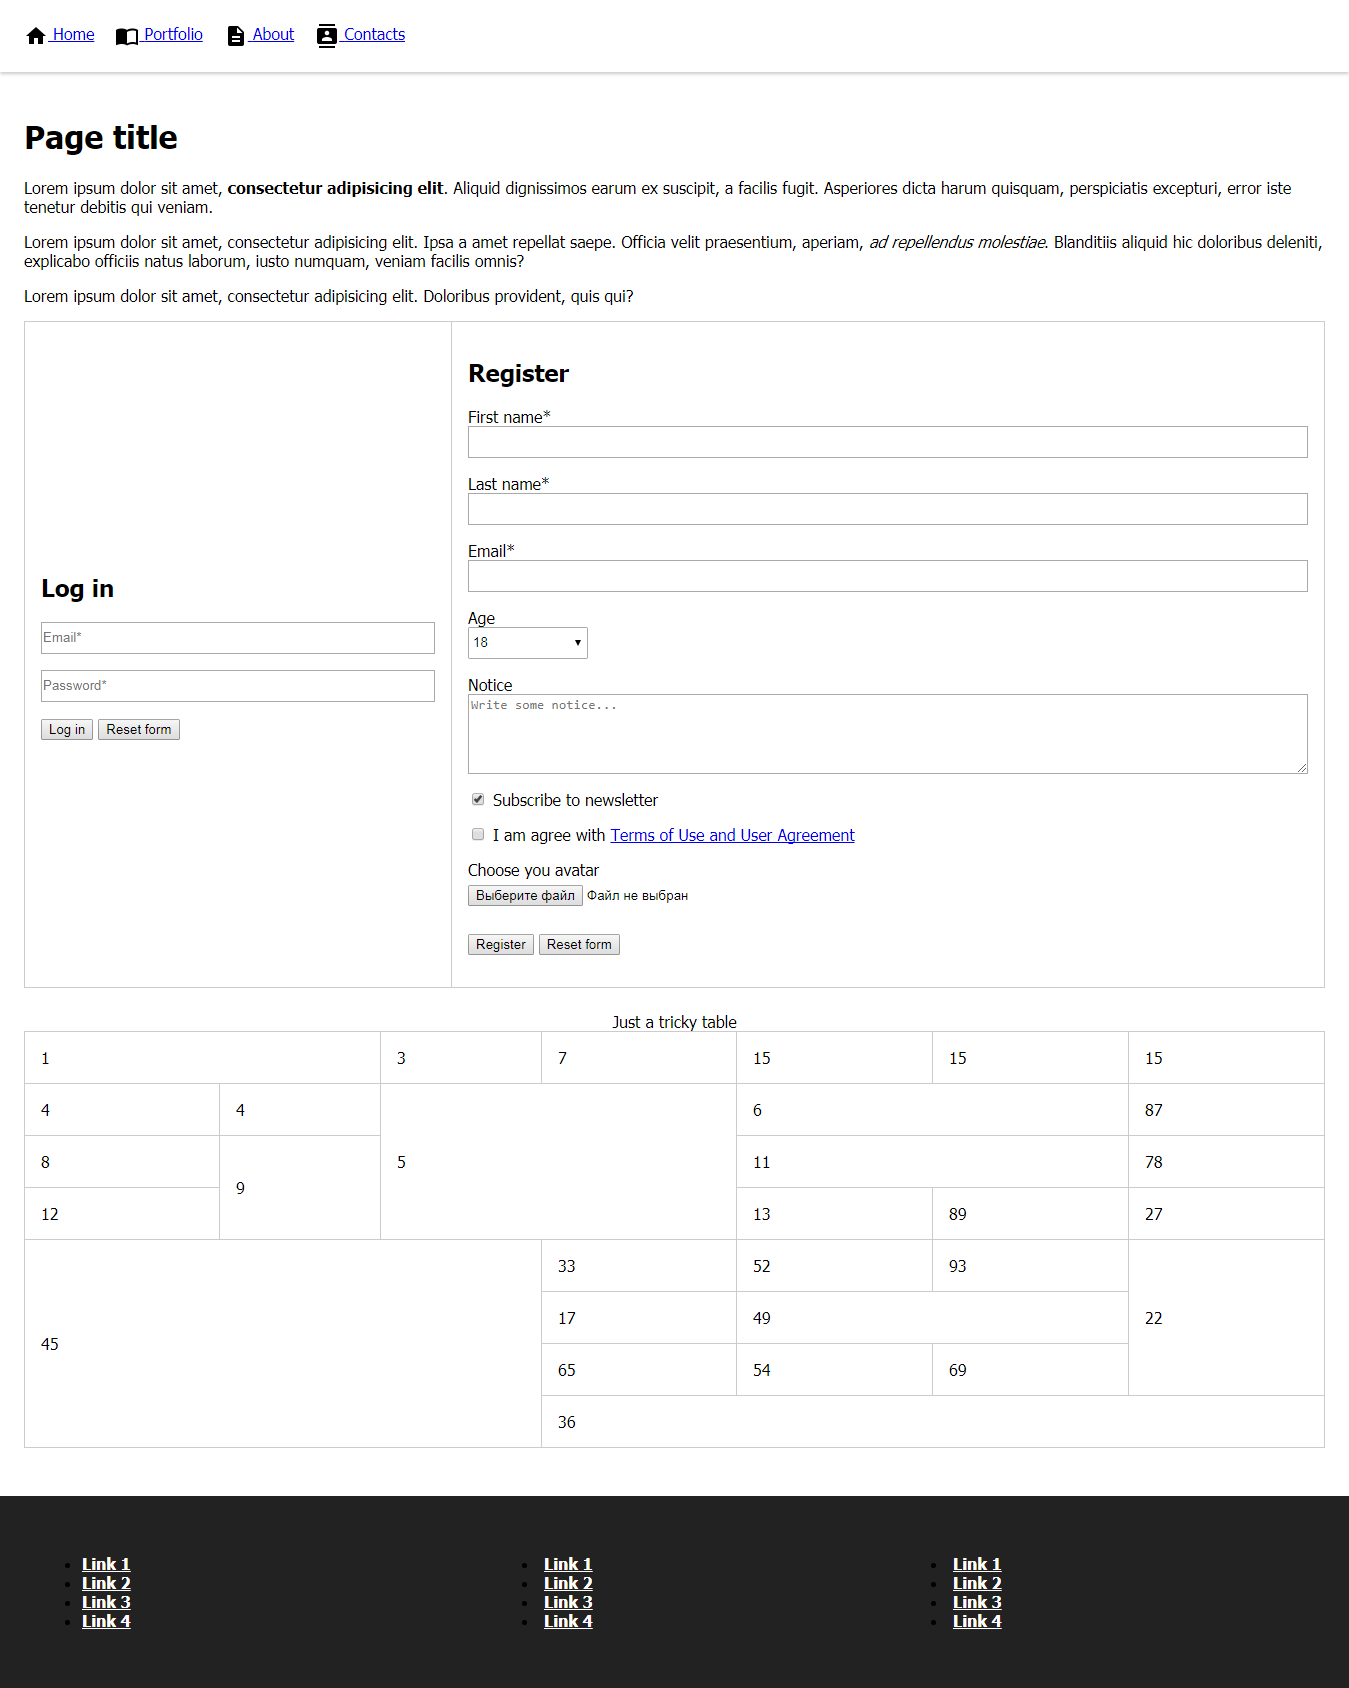 Home Portfolio About Contacts
Page title
Lorem ipsum dolor sit amet, consectetur adipisicing elit. Aliquid dignissimos earum ex suscipit, a facilis fugit. Asperiores dicta harum quisquam, perspiciatis excepturi, error iste
tenetur debitis qui veniam.
Lorem ipsum dolor sit amet, consectetur adipisicing elit. Ipsa a amet repellat saepe. Officia velit praesentium, aperiam, ad repellendus molestiae. Blanditiis aliquid hic doloribus deleniti,
explicabo officiis natus laborum, iusto numquam, veniam facilis omnis?
Lorem ipsum dolor sit amet, consectetur adipisicing elit. Doloribus provident, quis qui?
Log in
Email*
Password*
Log in Reset form
Register
First name*
Last name*
Email*
Age
18
Notice
Write some notice...
Subscribe to newsletter
I am agree with Terms of Use and User Agreement
Choose you avatar
Выберите файл Файл не выбран
Register Reset form
Just a tricky table
1 3 7 15 15 15
4 4 6 87
8 5 11 78
9
12 13 89 27
33 52 93
17 49 22
45
65 54 69
36
Link 1 Link 1 Link 1
Link 2 Link 2 Link 2
Link 3 Link 3 Link 3
Link 4 Link 4 Link 4